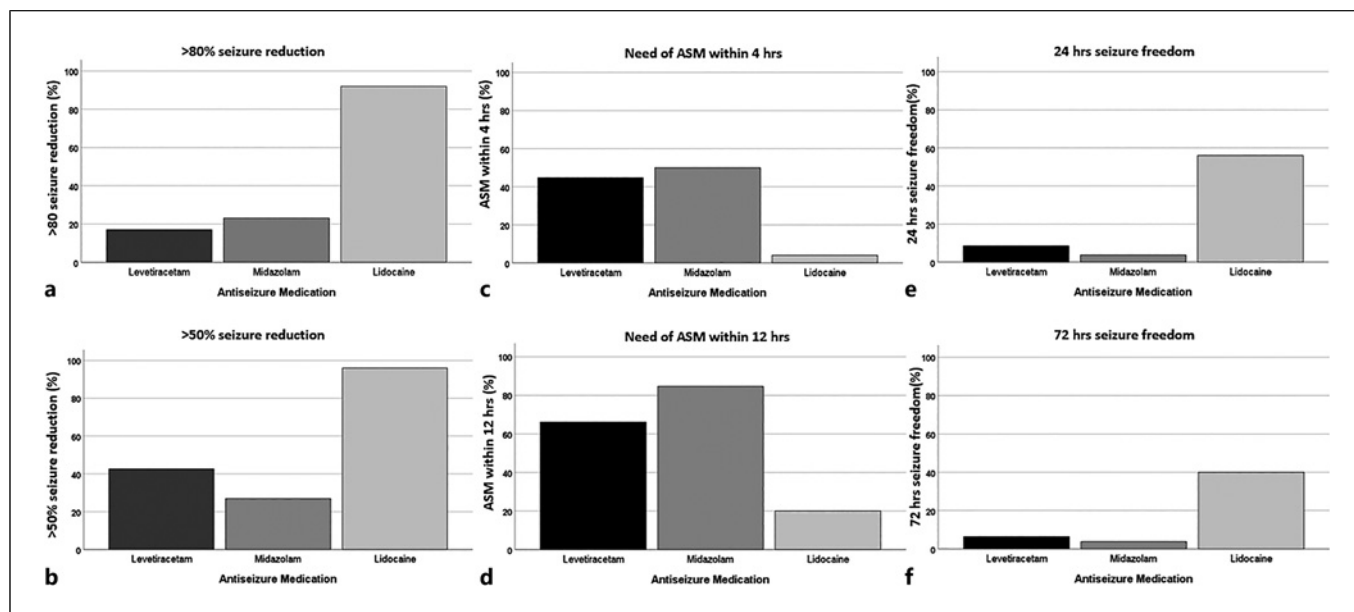 >80% seizure reduction
>80 seizure reduction (%)
100
80
60
40
20
0
Levetiracetam Midazolam Lidocaine
a
Antiseizure Medication
Need of ASM within 4 hrs
ASM within 4 hrs (%)
100
80
60
40
20
0
Levetiracetam Midazolam Lidocaine
c
Antiseizure Medication
24 hrs seizure freedom
24 hrs seizure freedom(%)
100
80
60
40
20
0
Levetiracetam Midazolam Lidocaine
e
Antiseizure Medication
>50% seizure reduction
>50% seizure reduction (%)
100
80
60
40
20
0
Levetiracetam Midazolam Lidocaine
b
Antiseizure Medication
Need of ASM within 12 hrs
ASM within 12 hrs (%)
100
80
60
40
20
0
Levetiracetam Midazolam Lidocaine
d
Antiseizure Medication
72 hrs seizure freedom
72 hrs seizure freedom(%)
100
80
60
40
20
0
Levetiracetam Midazolam Lidocaine
f
Antiseizure Medication